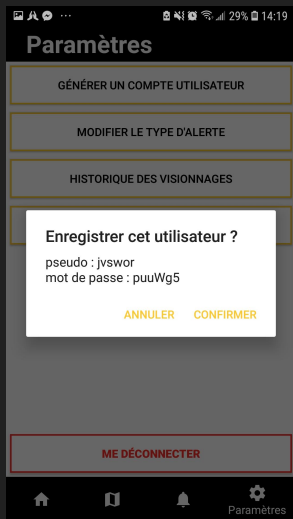 29% 14:19
Paramètres
GÉNÉRER UN COMPTE UTILISATEUR
MODIFIER LE TYPE D'ALERTE
HISTORIQUE DES VISIONNAGES
Enregistrer cet utilisateur ?
pseudo : jvswor
mot de passe : puuWg5
ANNULER CONFIRMER
ME DÉCONNECTER
Paramètres